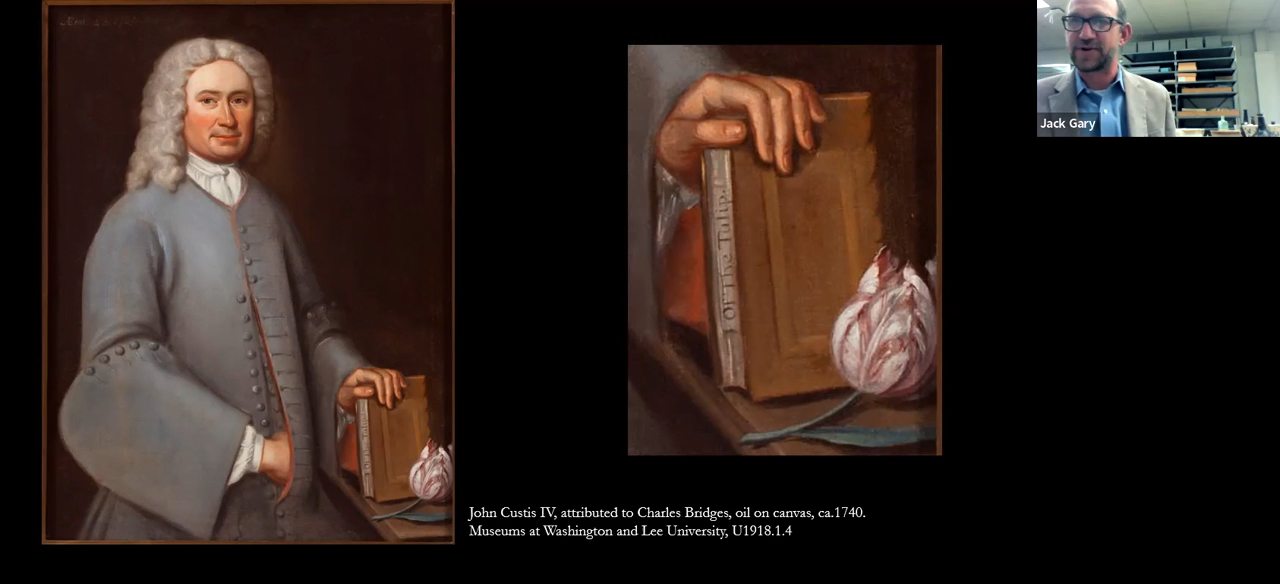 Jack Gary
Of The Tulip.
John Custis IV, attributed to Charles Bridges, oil on canvas, ca.1740.
Museums at Washington and Lee University, U1918.1.4